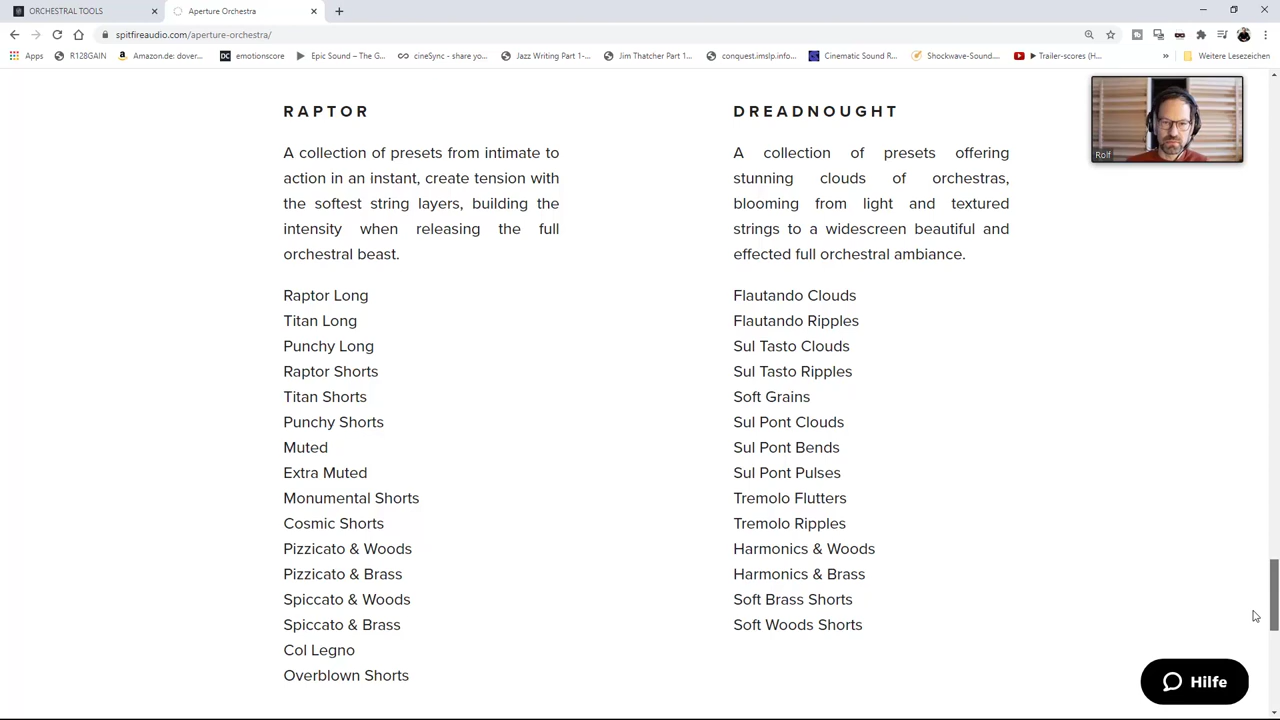 ORCHESTRAL TOOLS
Aperture Orchestra
spitfireaudio.com/aperture-orchestra/
Apps
R128GAIN
Amazon.de: dover...
emotionscore
Epic Sound – The G...
cineSync - share yo...
Jazz Writing Part 1-...
Jim Thatcher Part 1...
conquest.imslp.info...
Cinematic Sound R...
Shockwave-Sound....
Trailer-scores (H...
»
Weitere Lesezeichen
RAPTOR
A collection of presets from intimate to
action in an instant, create tension with
the softest string layers, building the
intensity when releasing the full
orchestral beast.
Raptor Long
Titan Long
Punchy Long
Raptor Shorts
Titan Shorts
Punchy Shorts
Muted
Extra Muted
Monumental Shorts
Cosmic Shorts
Pizzicato & Woods
Pizzicato & Brass
Spiccato & Woods
Spiccato & Brass
Col Legno
Overblown Shorts
DREADNOUGHT
A collection of presets offering
stunning clouds of orchestras,
blooming from light and textured
strings to a widescreen beautiful and
effected full orchestral ambiance.
Flautando Clouds
Flautando Ripples
Sul Tasto Clouds
Sul Tasto Ripples
Soft Grains
Sul Pont Clouds
Sul Pont Bends
Sul Pont Pulses
Tremolo Flutters
Tremolo Ripples
Harmonics & Woods
Harmonics & Brass
Soft Brass Shorts
Soft Woods Shorts
Rolf
Hilfe